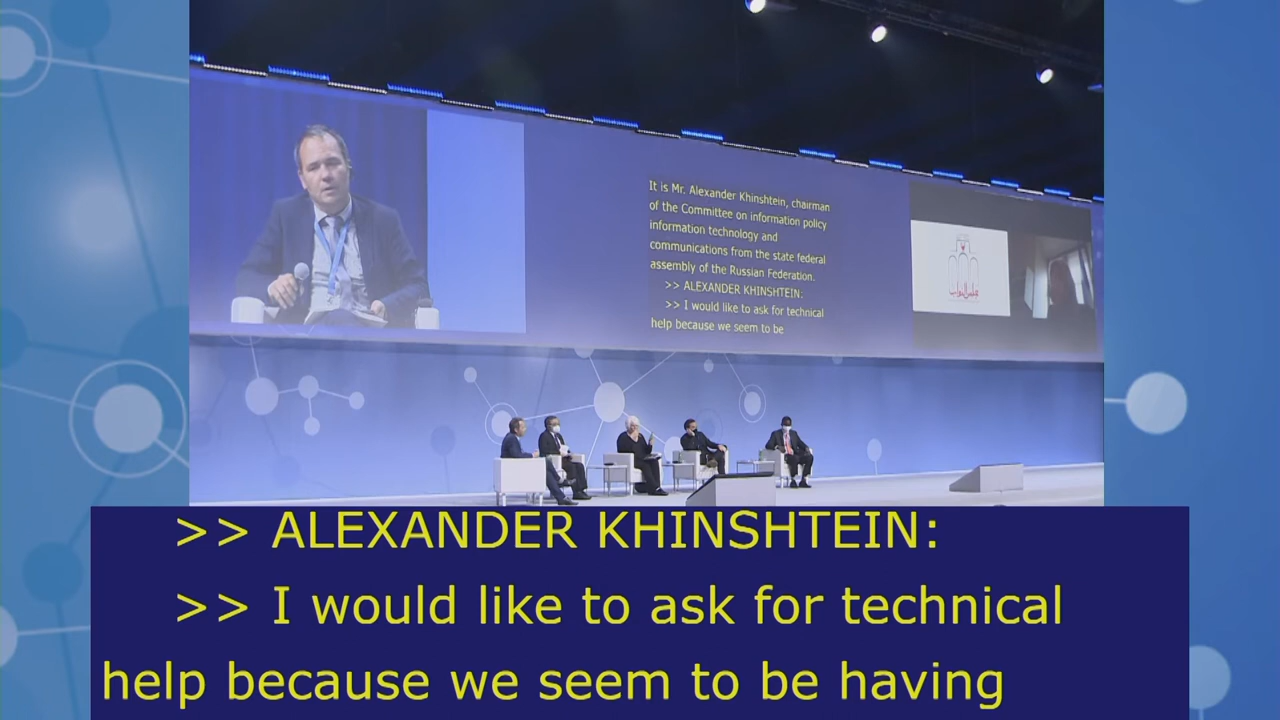 It is Mr. Alexander Khinshtein, chairman
of the Committee on information policy
information technology and
communications from the state federal
assembly of the Russian Federation.
>> ALEXANDER KHINSHTEIN:
>> I would like to ask for technical
help because we seem to be
>> ALEXANDER KHINSHTEIN:
>> I would like to ask for technical
help because we seem to be having